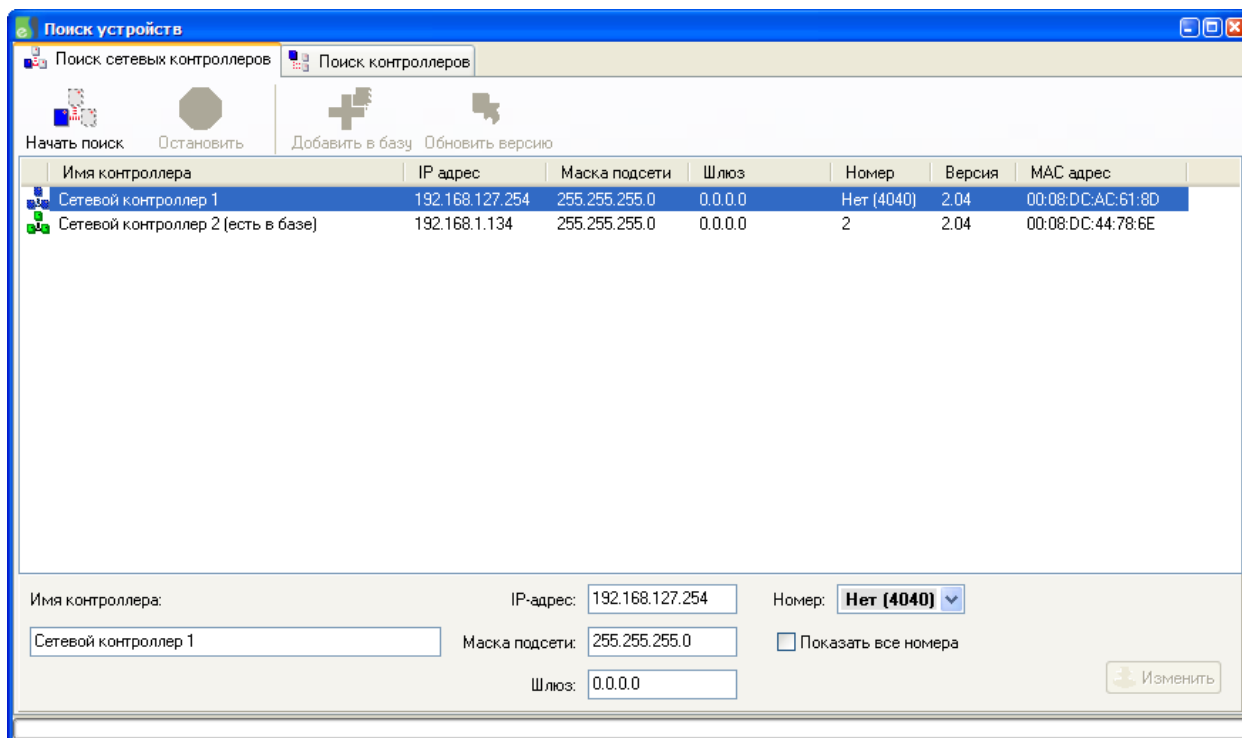 Поиск устройств
Поиск сетевых контроллеров Поиск контроллеров
Начать поиск Остановить Добавить в базу Обновить версию
Имя контроллера IP адрес Маска подсети Шлюз Номер Версия MAC адрес
Сетевой контроллер 1 192.168.127.254 255.255.255.0 0.0.0.0 Нет (4040) 2.04 00:08:DC:AC:61:8D
Сетевой контроллер 2 (есть в базе) 192.168.1.134 255.255.255.0 0.0.0.0 2 2.04 00:08:DC:44:78:6E
Имя контроллера: IP-адрес: 192.168.127.254 Номер: Нет (4040)
Сетевой контроллер 1 Маска подсети: 255.255.255.0 Показать все номера
Шлюз: 0.0.0.0 Изменить